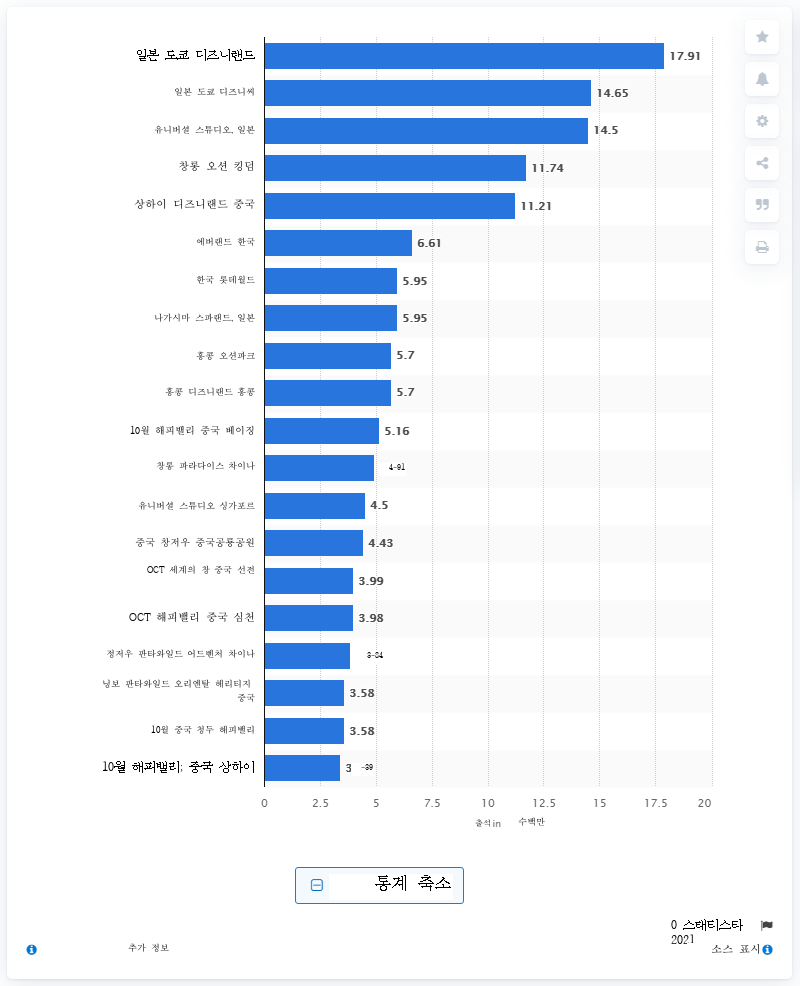 일본 도쿄 디즈니랜드 17.91
일본 도쿄 디즈니씨 14.65
유니버설 스튜디오, 일본 14.5
창롱 오션 킹덤 11.74
상하이 디즈니랜드 중국 11.21
에버랜드 한국 6.61
한국 롯데월드 5.95
나가시마 스파랜드, 일본 5.95
홍콩 오션파크 5.7
홍콩 디즈니랜드 홍콩 5.7
10월 해피밸리 중국 베이징 5.16
창롱 파라다이스 차이나 4-91
유니버설 스튜디오 싱가포르 4.5
중국 창저우 중국공룡공원 4.43
OCT 세계의 창 중국 선전 3.99
OCT 해피밸리 중국 심천 3.98
정저우 판타와일드 어드벤처 차이나 3-84
닝보 판타와일드 오리엔탈 헤리티지
중국 3.58
10월 중국 청두 해피밸리 3.58
10월 해피밸리; 중국 상하이 3 -39
0 2.5 5 7.5 10 12.5 15 17.5 20
출석 in 수백만
통계 축소
0 스태티스타
2021
추가 정보 소스 표시